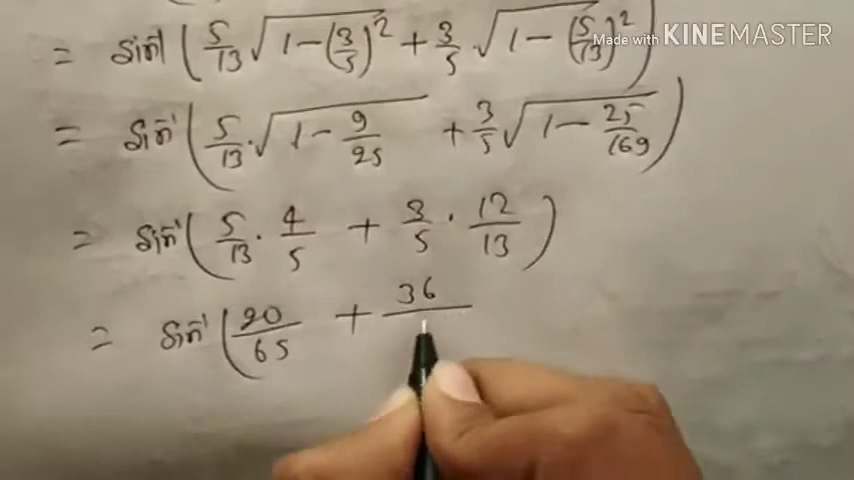 = sin⁻¹ (5/13 √1 − (3/5)² + 3/5 · √1 − (5/13)²)
Made with KINEMASTER
= sin⁻¹ (5/13 · √1 − 9/25 + 3/5 √1 − 25/169)
= sin⁻¹ (5/13 · 4/5 + 3/5 · 12/13)
= sin⁻¹ (20/65 + 36/